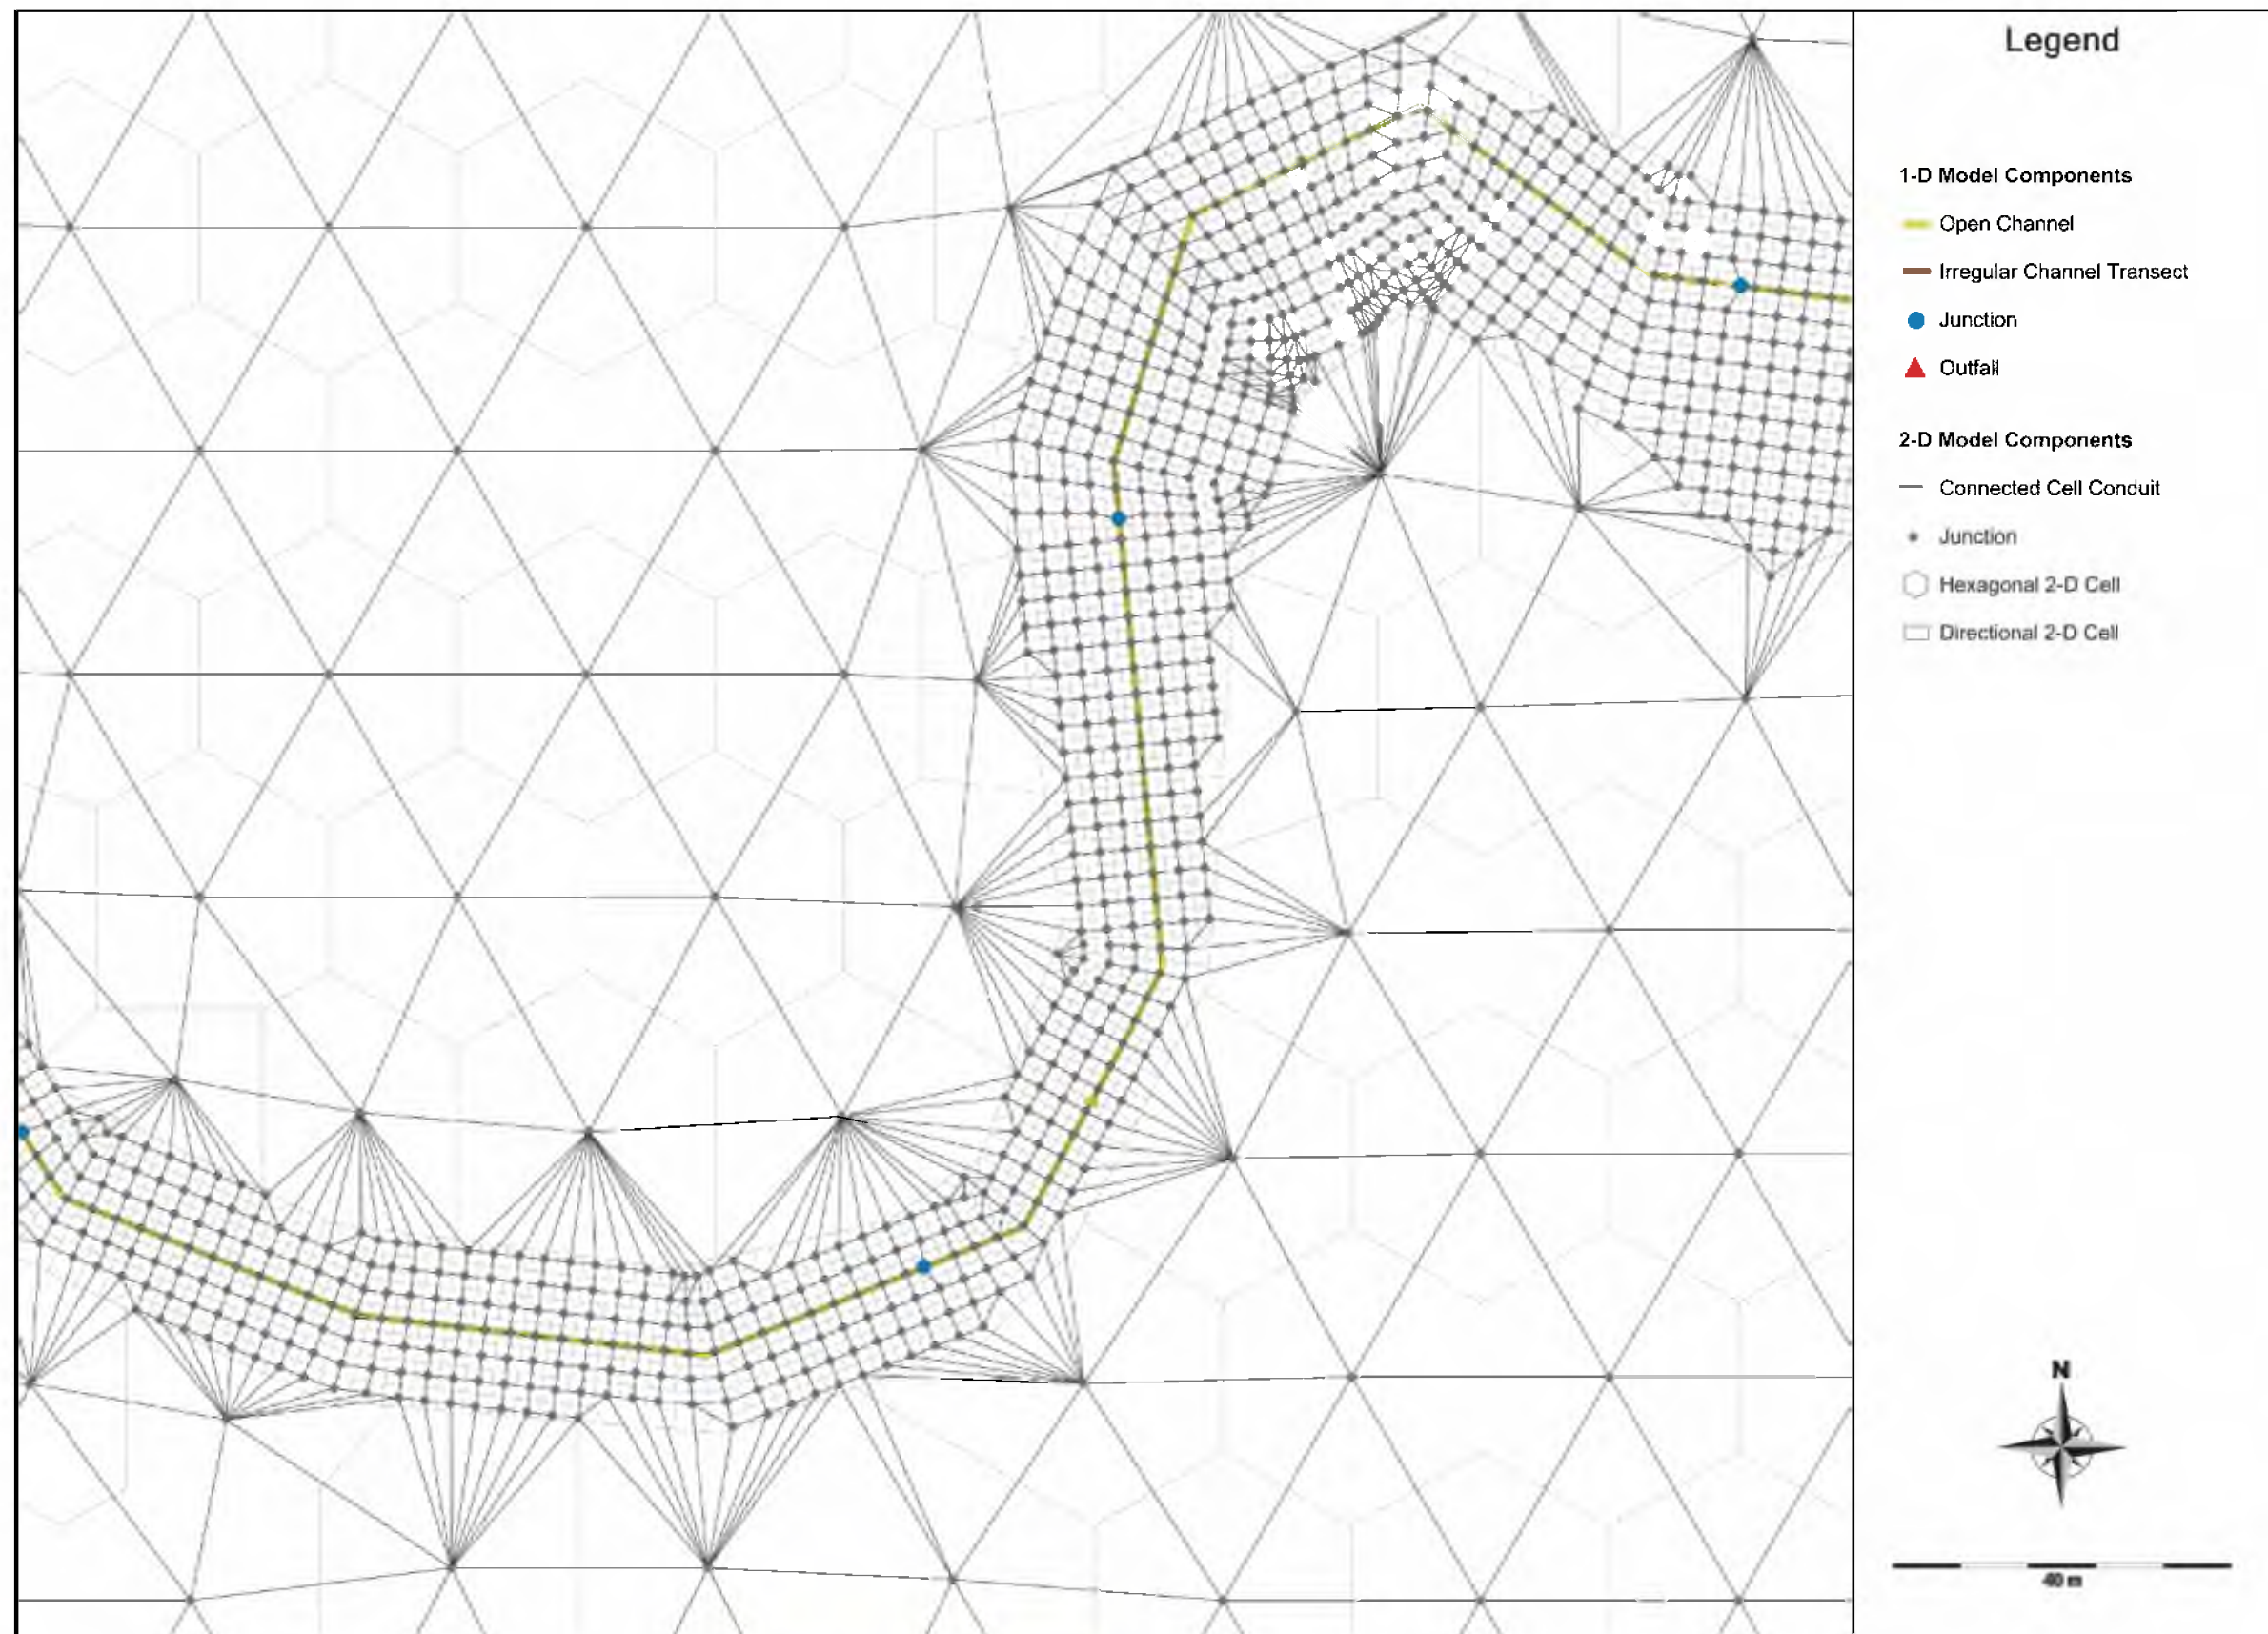 Legend
1-D Model Components
Open Channel
Irregular Channel Transect
Junction
Outfall
2-D Model Components
Connected Cell Conduit
Junction
Hexagonal 2-D Cell
Directional 2-D Cell
N
40 m